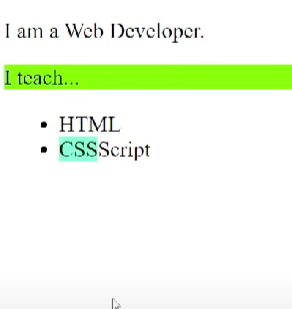 I am a Web Developer.
I teach...
HTML
CSSScript